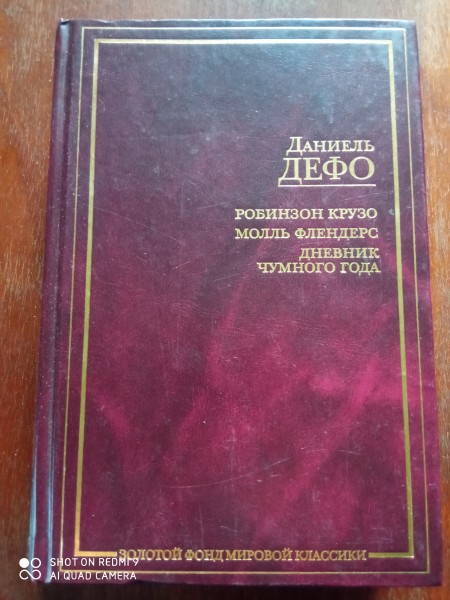 Даниель
ДЕФО
РОБИНЗОН КРУЗО
МОЛЛЬ ФЛЕНДЕРС
ДНЕВНИК
ЧУМНОГО ГОДА
ЗОЛОТОЙ ФОНД МИРОВОЙ КЛАССИКИ
SHOT ON REDMI 9
AI QUAD CAMERA